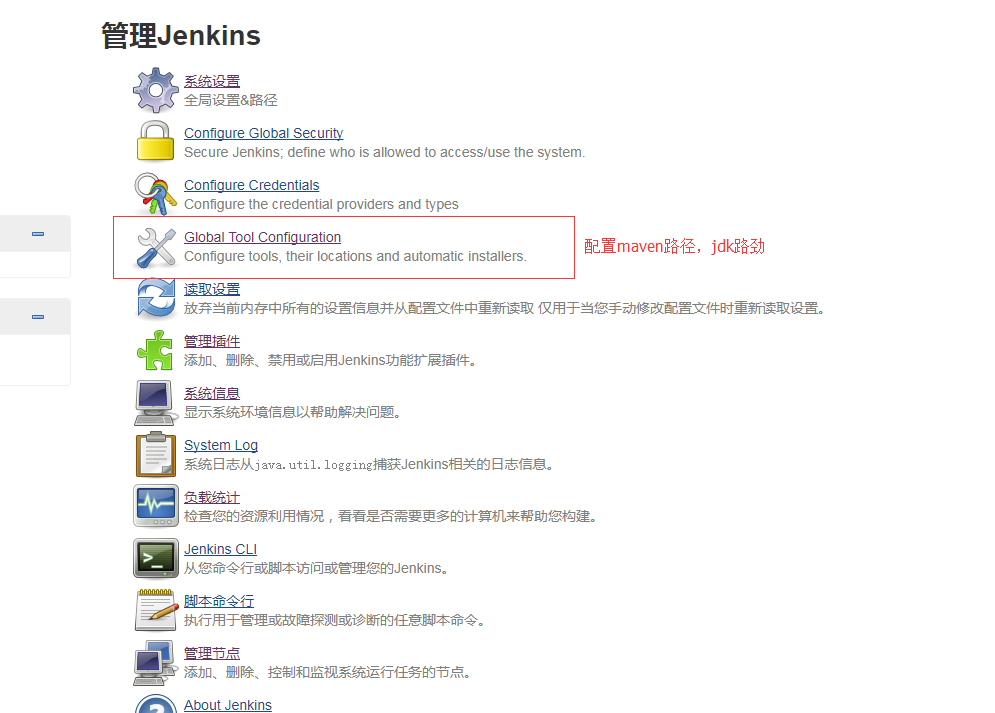 管理Jenkins
系统设置
全局设置&路径
Configure Global Security
Secure Jenkins; define who is allowed to access/use the system.
Configure Credentials
Configure the credential providers and types
Global Tool Configuration
Configure tools, their locations and automatic installers.
配置maven路径，jdk路劲
读取设置
放弃当前内存中所有的设置信息并从配置文件中重新读取 仅用于当您手动修改配置文件时重新读取设置。
管理插件
添加、删除、禁用或启用Jenkins功能扩展插件。
系统信息
显示系统环境信息以帮助解决问题。
System Log
系统日志从java.util.logging捕获Jenkins相关的日志信息。
负载统计
检查您的资源利用情况，看看是否需要更多的计算机来帮助您构建。
Jenkins CLI
从您命令行或脚本访问或管理您的Jenkins。
脚本命令行
执行用于管理或故障探测或诊断的任意脚本命令。
管理节点
添加、删除、控制和监视系统运行任务的节点。
About Jenkins